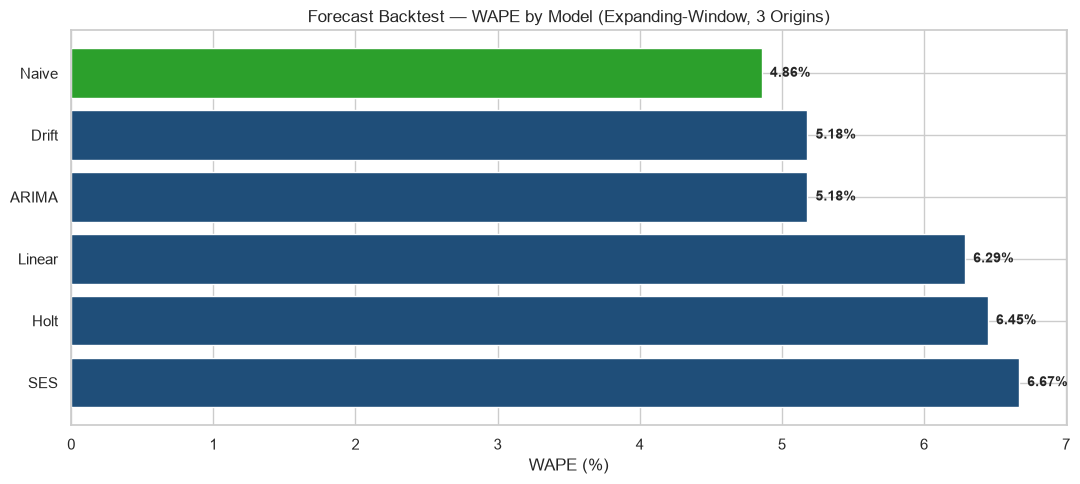 Forecast Backtest — WAPE by Model (Expanding-Window, 3 Origins)
Naive 4.86%
Drift 5.18%
ARIMA 5.18%
Linear 6.29%
Holt 6.45%
SES 6.67%
0 1 2 3 4 5 6 7
WAPE (%)